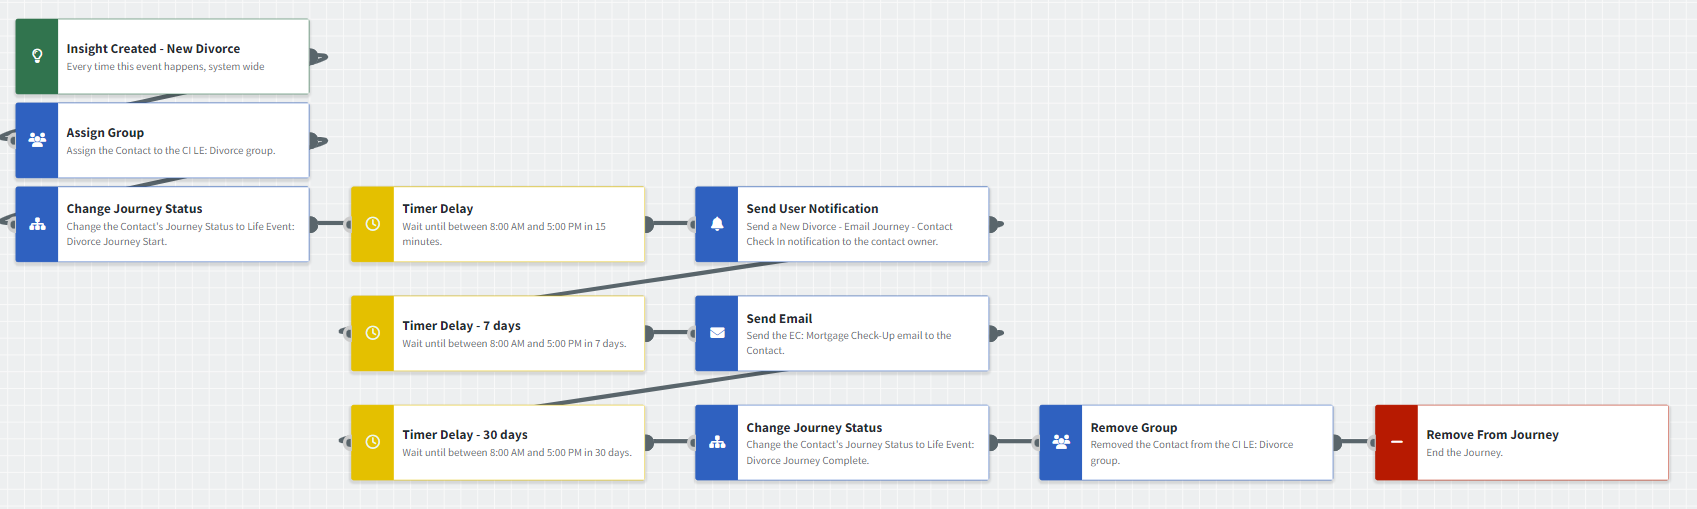 Insight Created - New Divorce
Every time this event happens, system wide
Assign Group
Assign the Contact to the CI LE: Divorce group.
Change Journey Status
Change the Contact's Journey Status to Life Event:
Divorce Journey Start.
Timer Delay
Wait until between 8:00 AM and 5:00 PM in 15
minutes.
Send User Notification
Send a New Divorce - Email Journey - Contact
Check In notification to the contact owner.
Timer Delay - 7 days
Wait until between 8:00 AM and 5:00 PM in 7 days.
Send Email
Send the EC: Mortgage Check-Up email to the
Contact.
Timer Delay - 30 days
Wait until between 8:00 AM and 5:00 PM in 30 days.
Change Journey Status
Change the Contact's Journey Status to Life Event:
Divorce Journey Complete.
Remove Group
Removed the Contact from the CI LE: Divorce
group.
Remove From Journey
End the Journey.